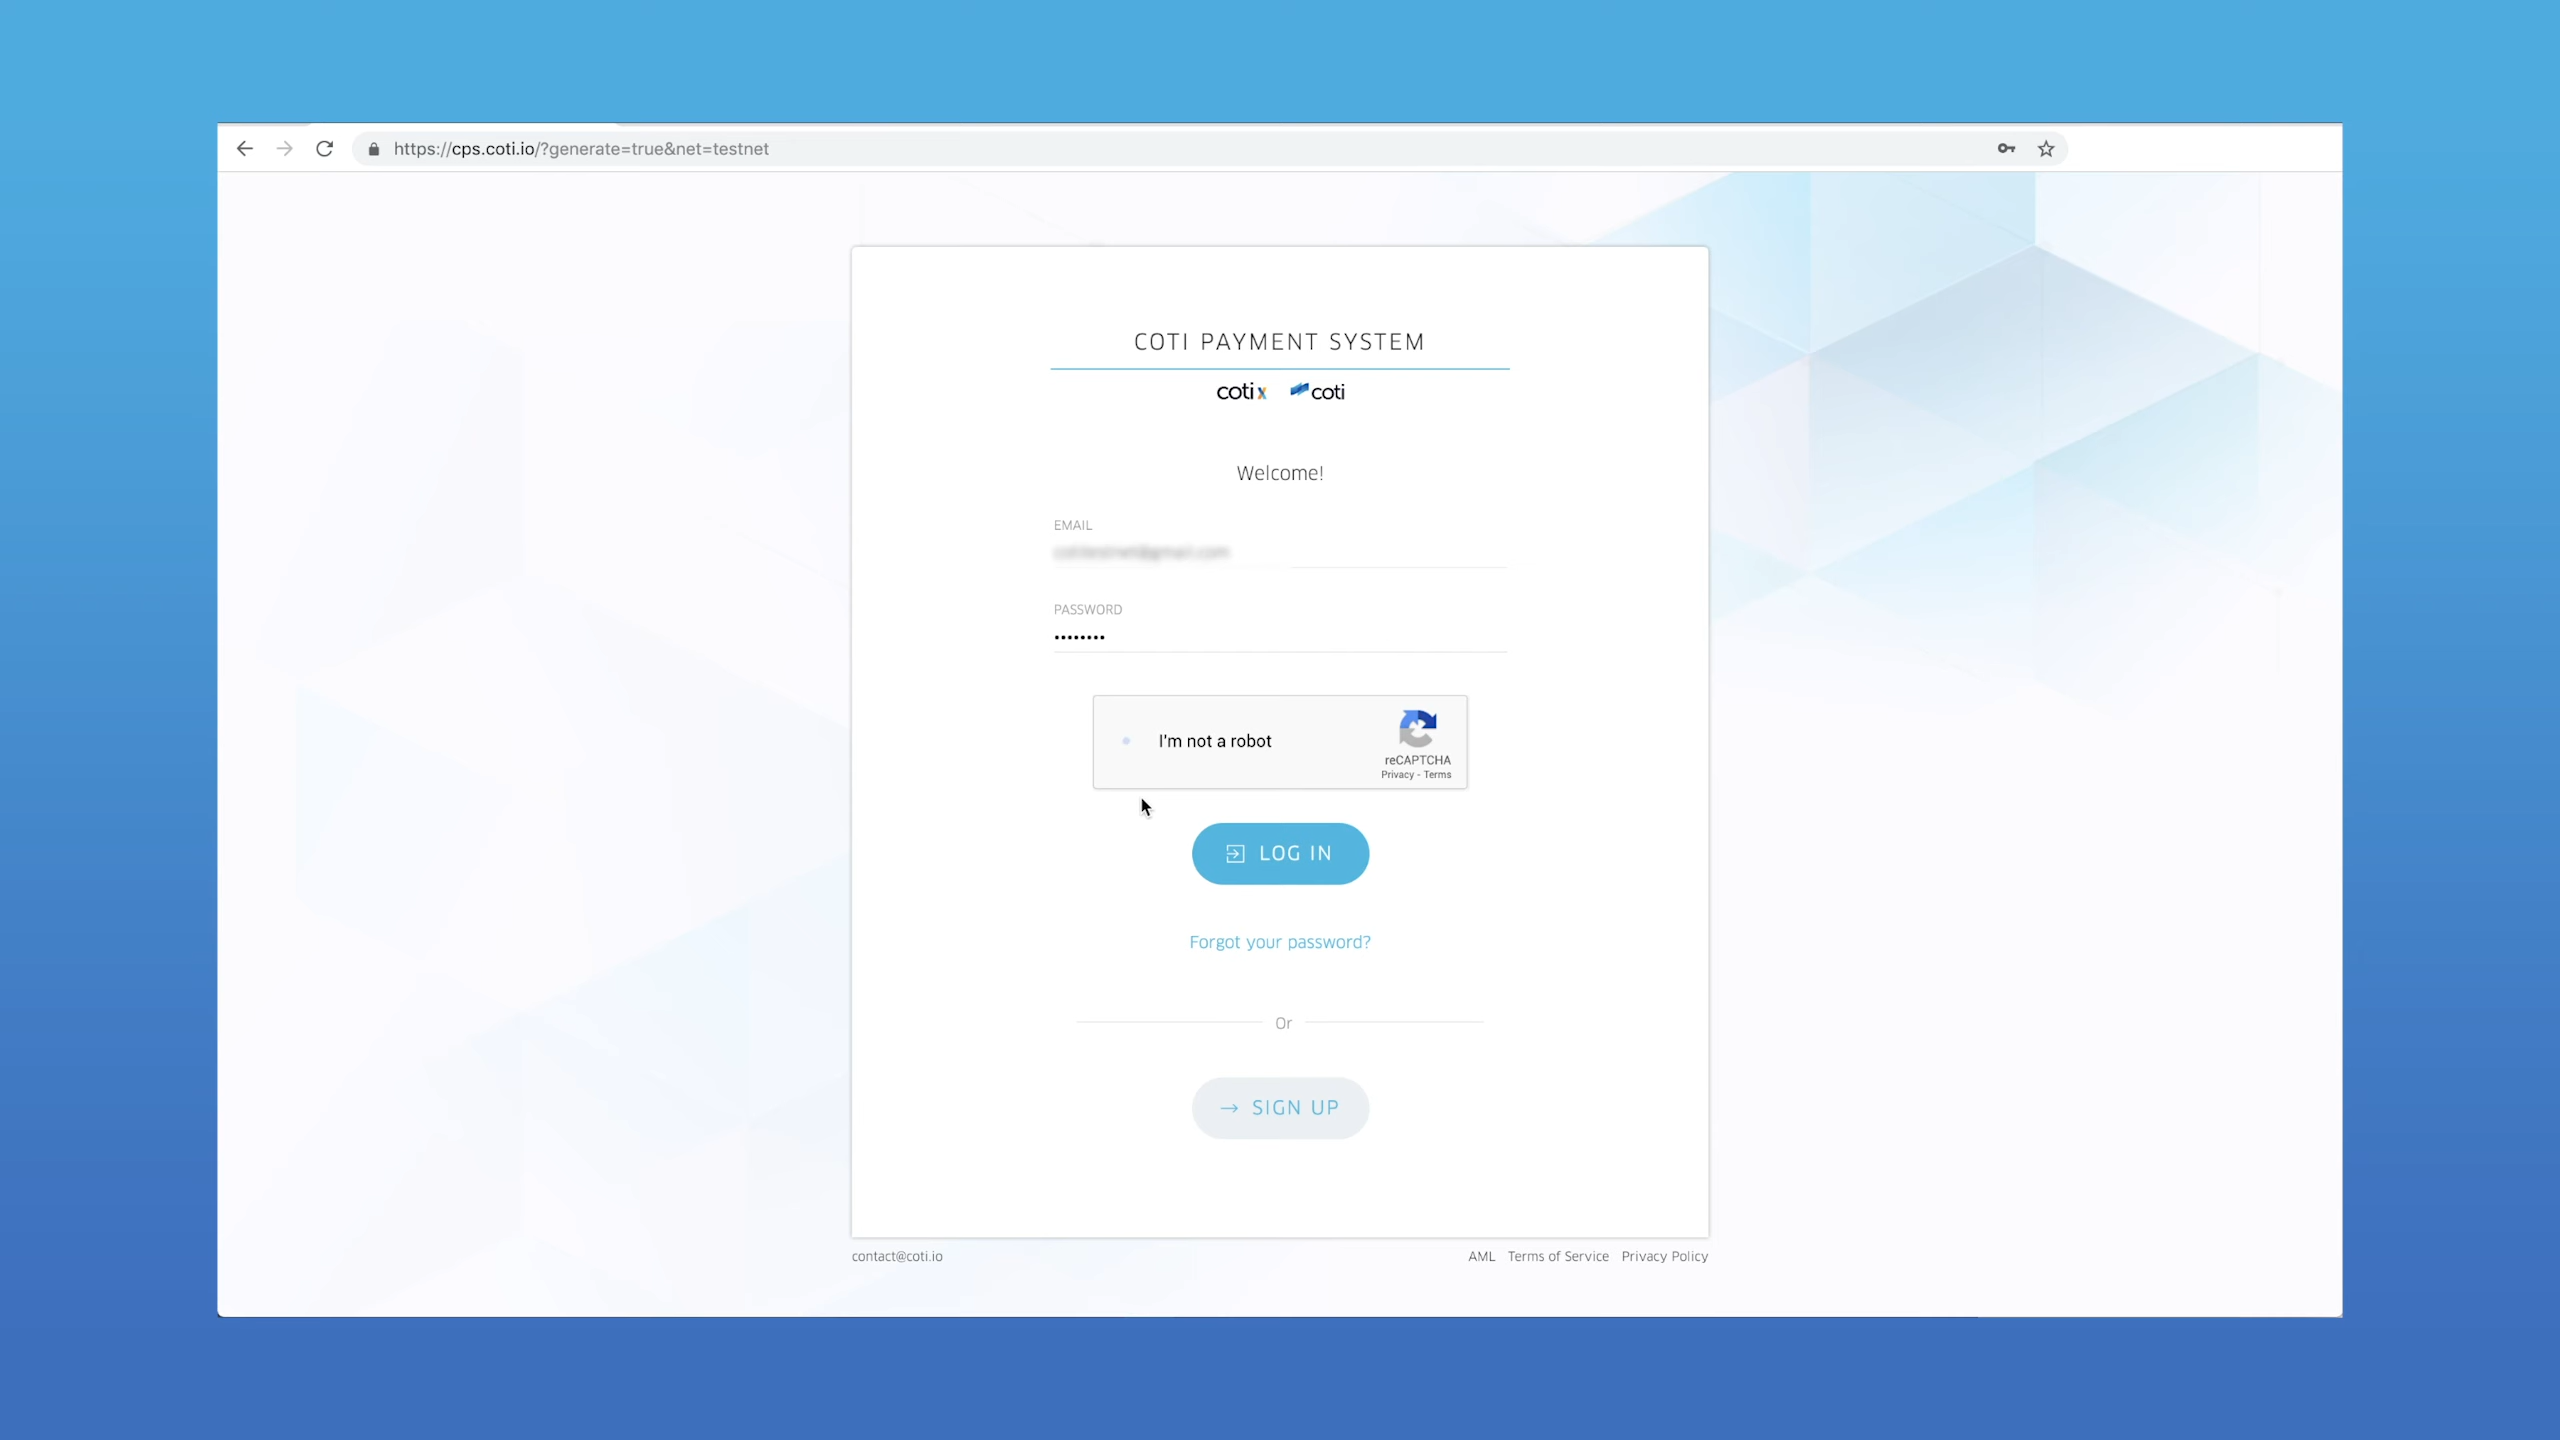 https://cps.coti.io/?generate=true&net=testnet
COTI PAYMENT SYSTEM
coti x coti
Welcome!
EMAIL
PASSWORD
••••••••
I'm not a robot
reCAPTCHA
Privacy - Terms
LOG IN
Forgot your password?
Or
→ SIGN UP
contact@coti.io AML Terms of Service Privacy Policy